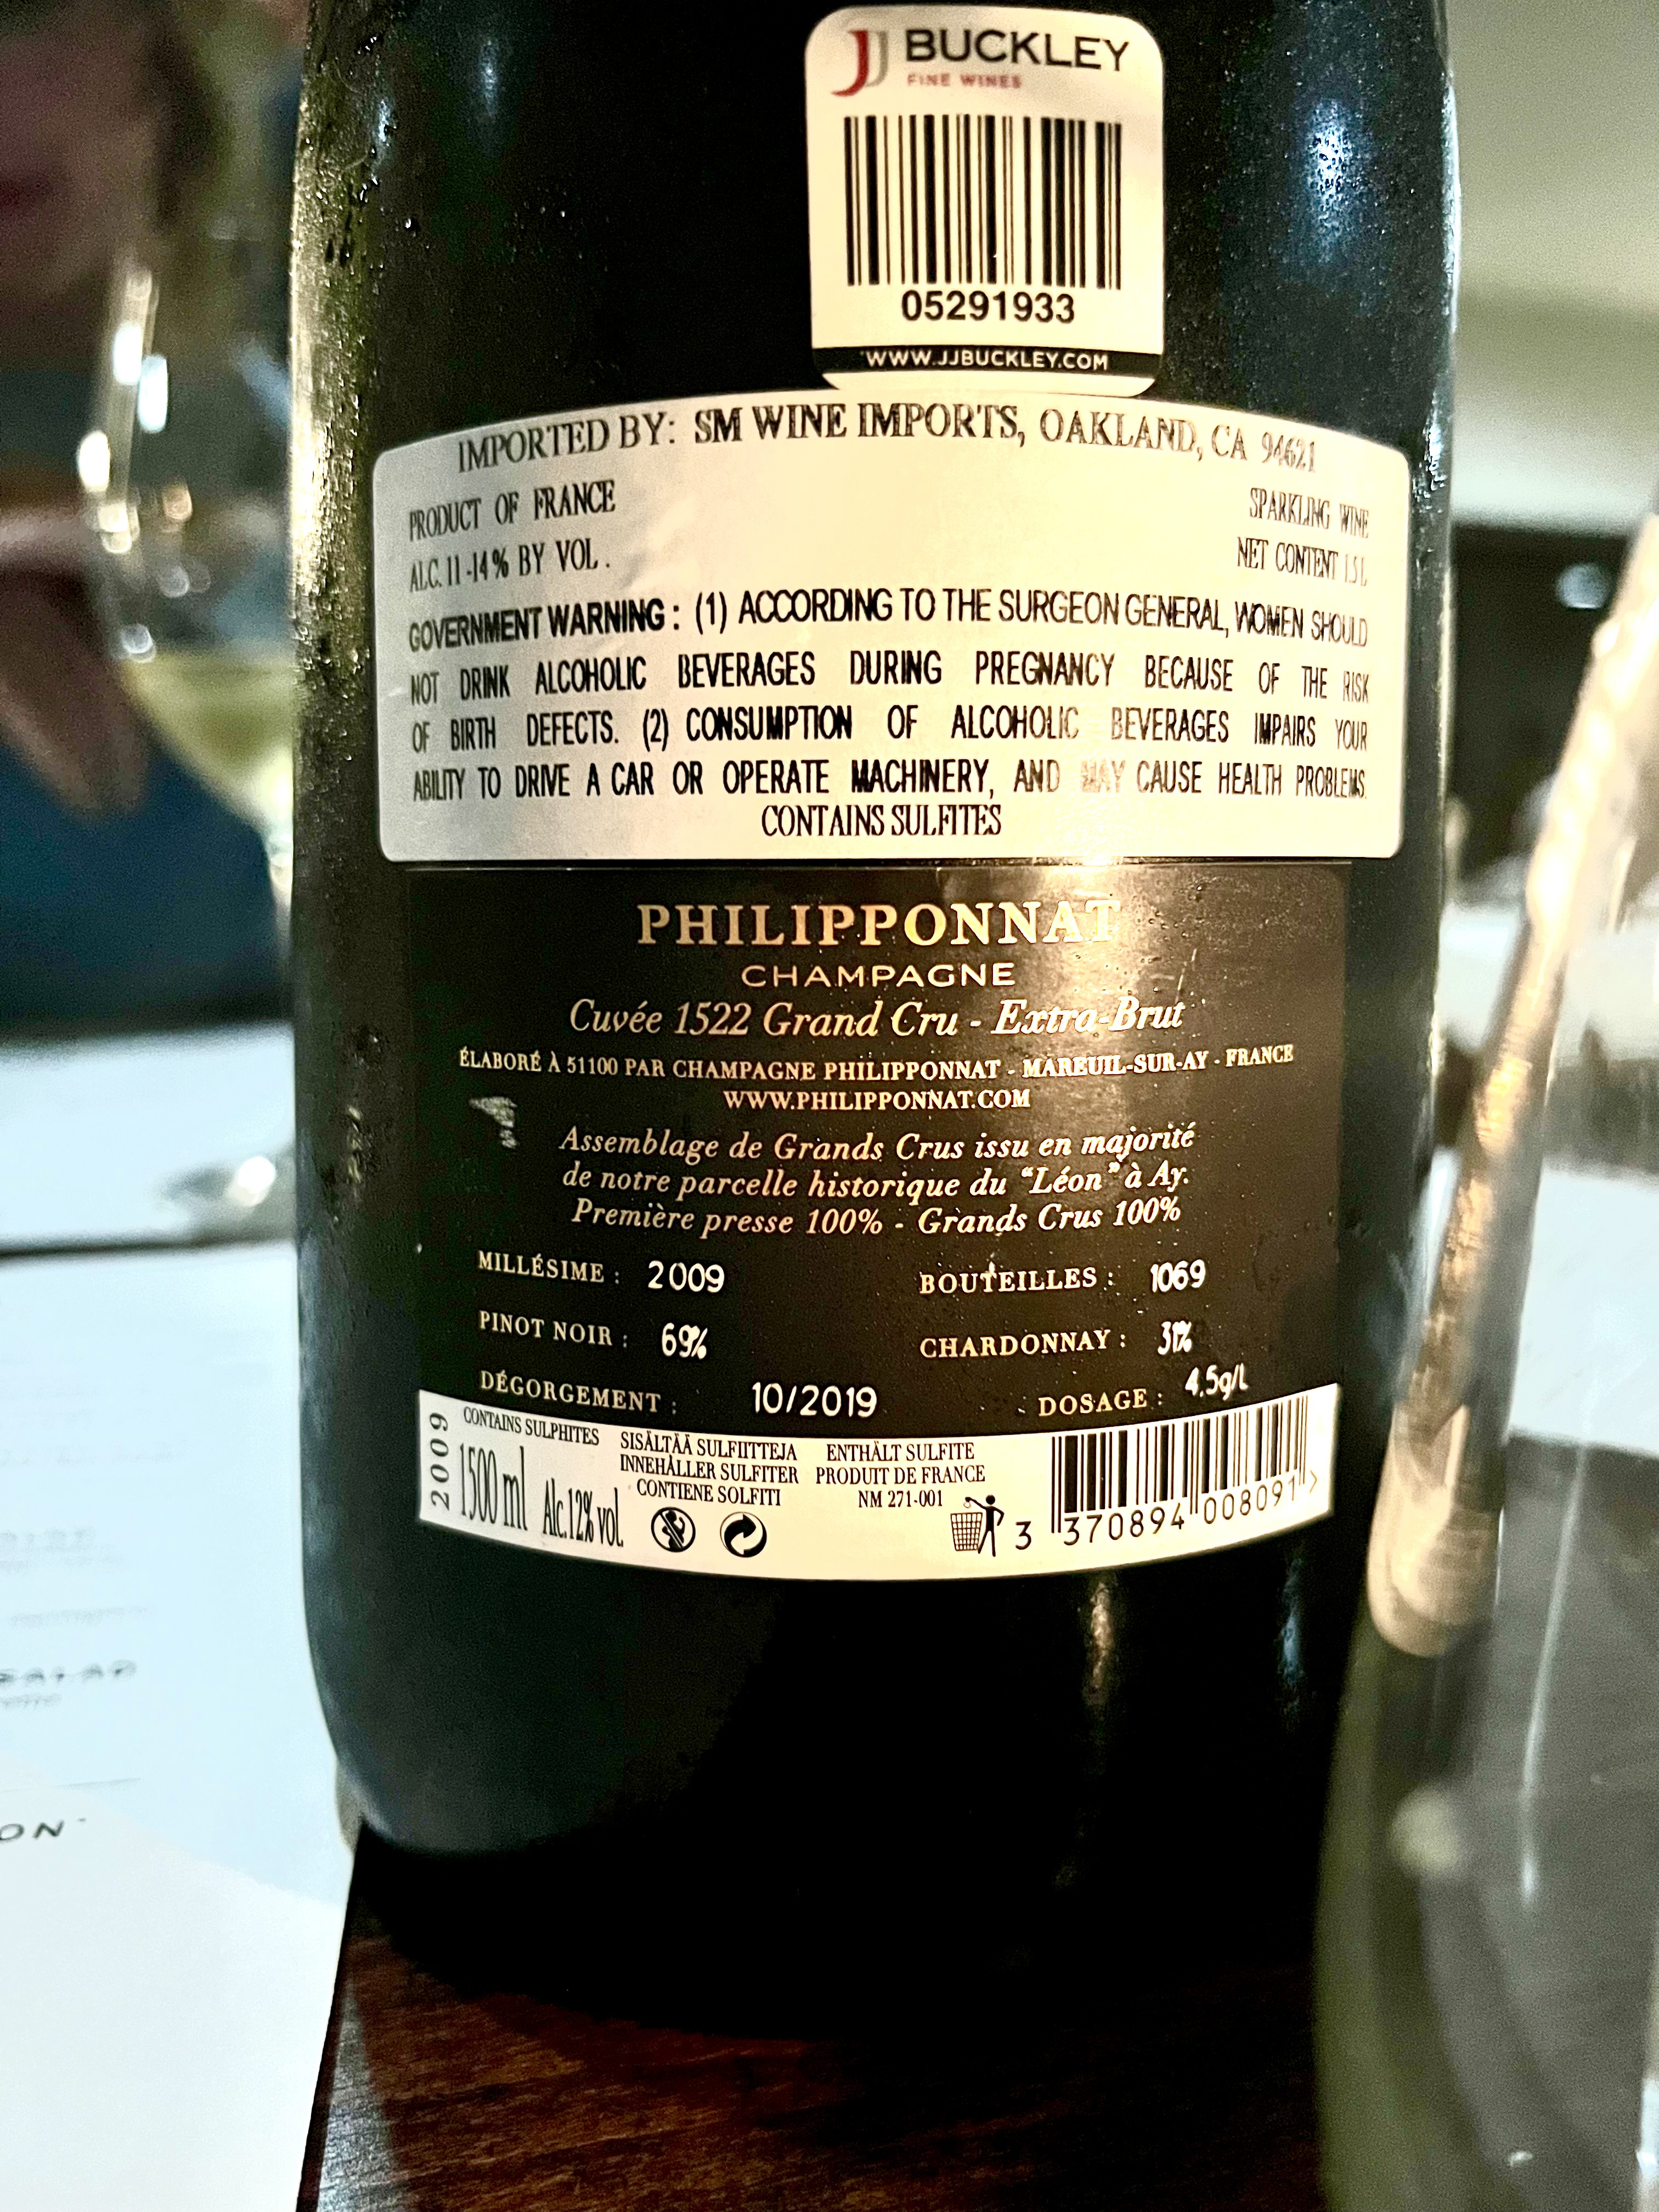 BUCKLEY
FINE WINES
05291933
WWW.JJBUCKLEY.COM
IMPORTED BY: SM WINE IMPORTS, OAKLAND, CA 94621
PRODUCT OF FRANCE
SPARKLING WINE
ALC. 11-14% BY VOL.
NET CONTENT 1.5 L
GOVERNMENT WARNING: (1) ACCORDING TO THE SURGEON GENERAL, WOMEN SHOULD
NOT DRINK ALCOHOLIC BEVERAGES DURING PREGNANCY BECAUSE OF THE RISK
OF BIRTH DEFECTS. (2) CONSUMPTION OF ALCOHOLIC BEVERAGES IMPAIRS YOUR
ABILITY TO DRIVE A CAR OR OPERATE MACHINERY, AND MAY CAUSE HEALTH PROBLEMS.
CONTAINS SULFITES
PHILIPPONNAT
CHAMPAGNE
Cuvée 1522 Grand Cru - Extra-Brut
ÉLABORÉ À 51100 PAR CHAMPAGNE PHILIPPONNAT - MAREUIL-SUR-AY - FRANCE
WWW.PHILIPPONNAT.COM
Assemblage de Grands Crus issu en majorité
de notre parcelle historique du “Léon” à Ay.
Première presse 100% - Grands Crus 100%
MILLÉSIME : 2009
BOUTEILLES : 1069
PINOT NOIR : 69%
CHARDONNAY : 31%
DÉGORGEMENT : 10/2019
DOSAGE : 4,5g/L
2009
CONTAINS SULPHITES
1500 ml Alc.12% vol.
SISÄLTÄÄ SULFIITTEJA
INNEHÅLLER SULFITER
CONTIENE SOLFITI
ENTHÄLT SULFITE
PRODUIT DE FRANCE
NM 271-001
3 370894 008091 >